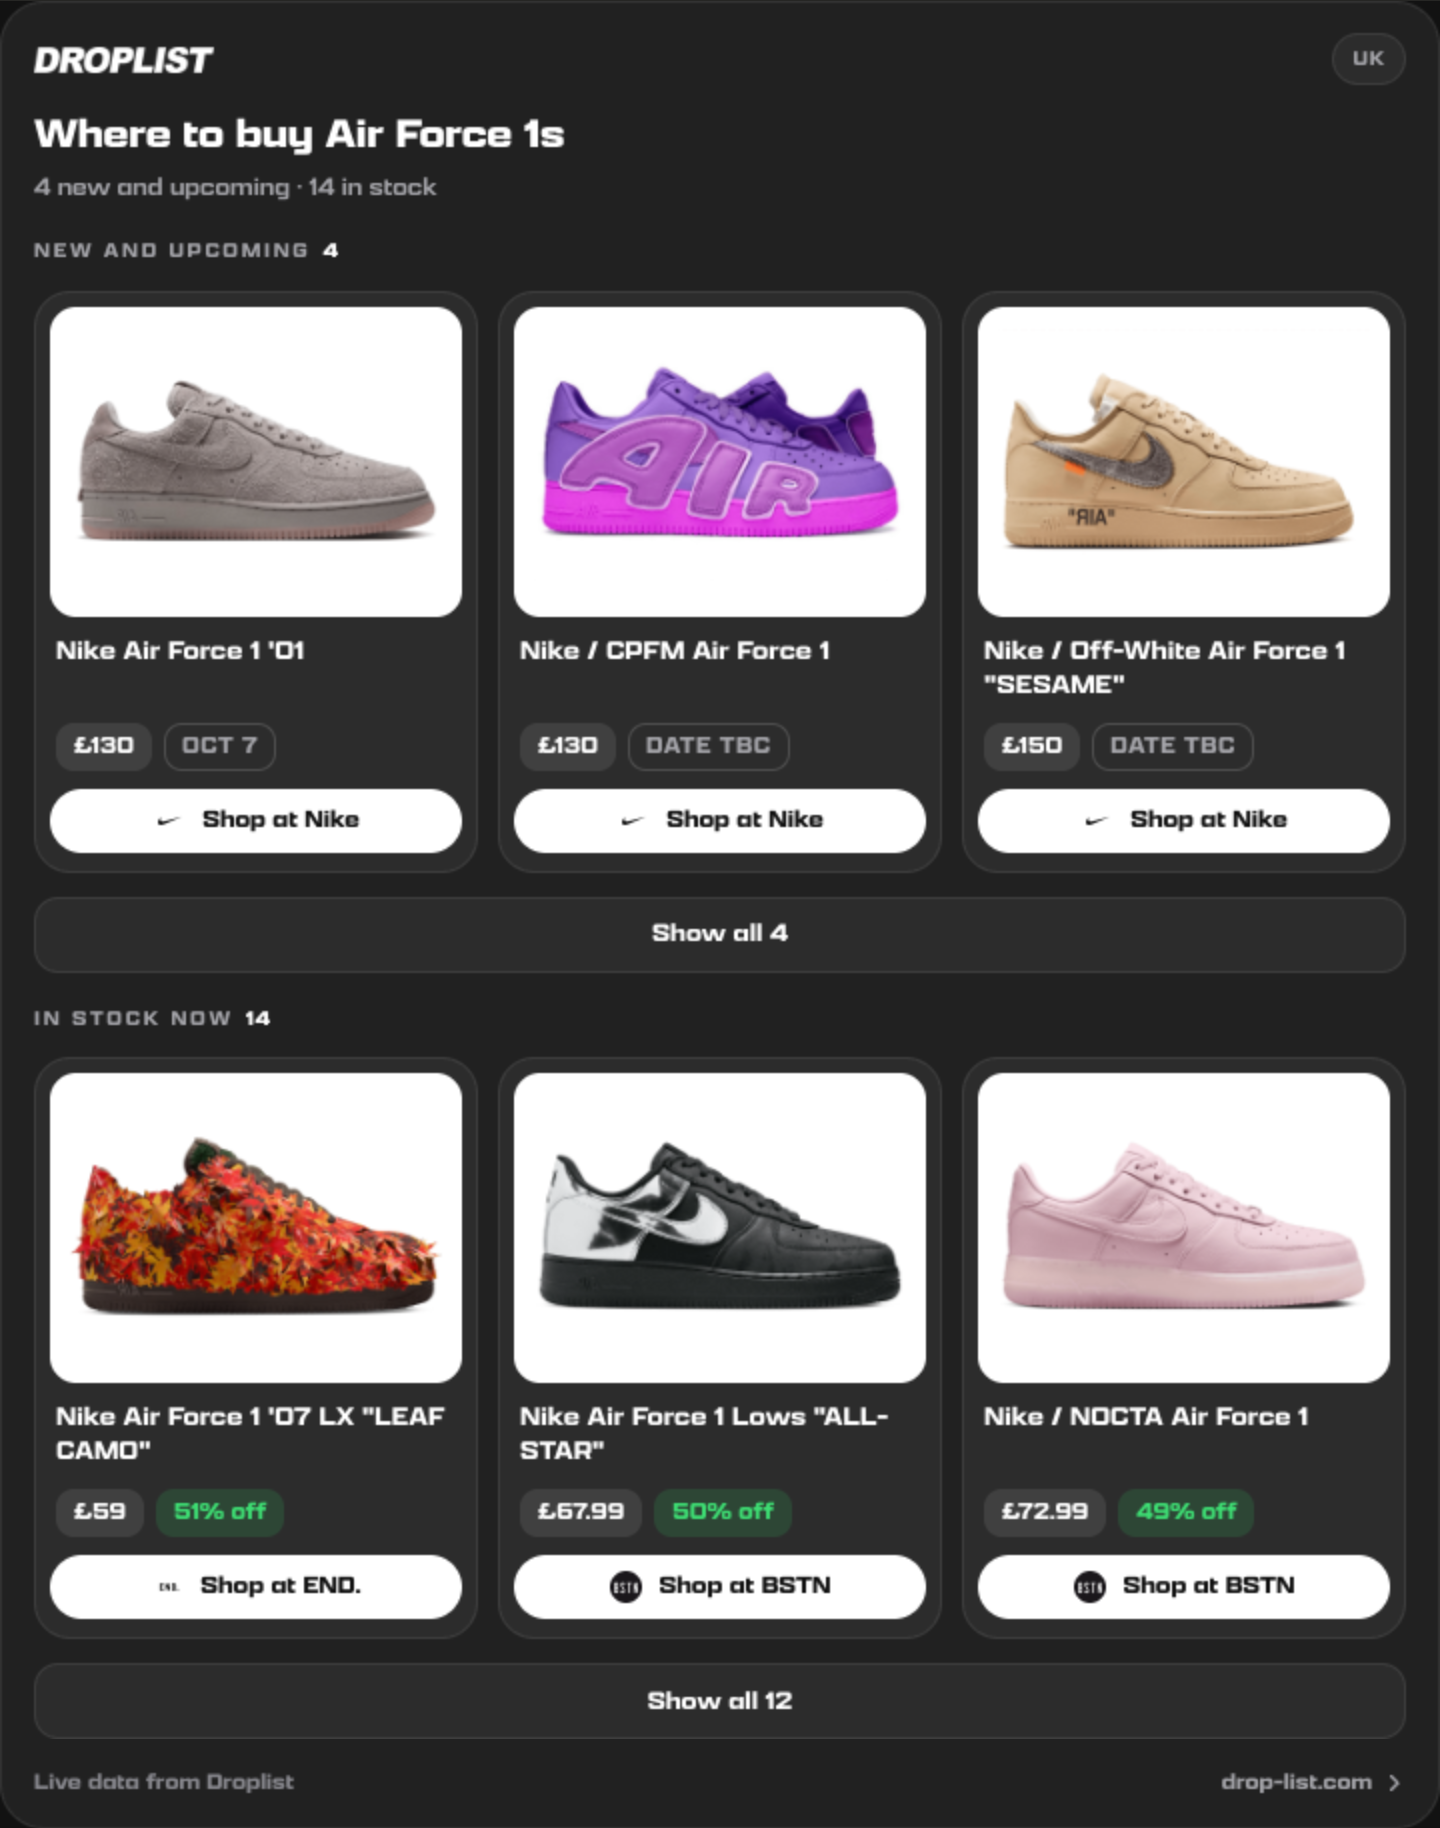 DROPLIST
UK
Where to buy Air Force 1s
4 new and upcoming · 14 in stock
NEW AND UPCOMING 4
AIR
"ЯIA"
Nike Air Force 1 '01
Nike / CPFM Air Force 1
Nike / Off-White Air Force 1
"SESAME"
£130 OCT 7
£130 DATE TBC
£150 DATE TBC
Shop at Nike
Shop at Nike
Shop at Nike
Show all 4
IN STOCK NOW 14
Nike Air Force 1 '07 LX "LEAF
CAMO"
Nike Air Force 1 Lows "ALL-
STAR"
Nike / NOCTA Air Force 1
£59 51% off
£67.99 50% off
£72.99 49% off
END. Shop at END.
BSTN Shop at BSTN
BSTN Shop at BSTN
Show all 12
Live data from Droplist
drop-list.com